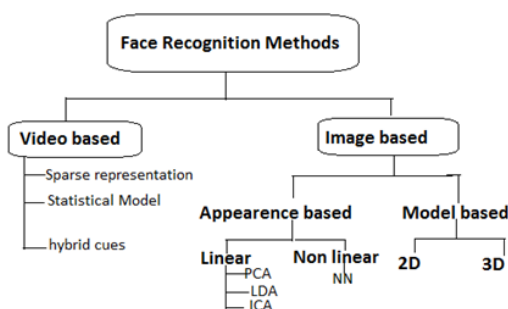 Face Recognition Methods
Video based
Image based
Sparse representation
Statistical Model
hybrid cues
Appearence based
Model based
Linear
Non linear
2D
3D
PCA
NN
LDA
ICA